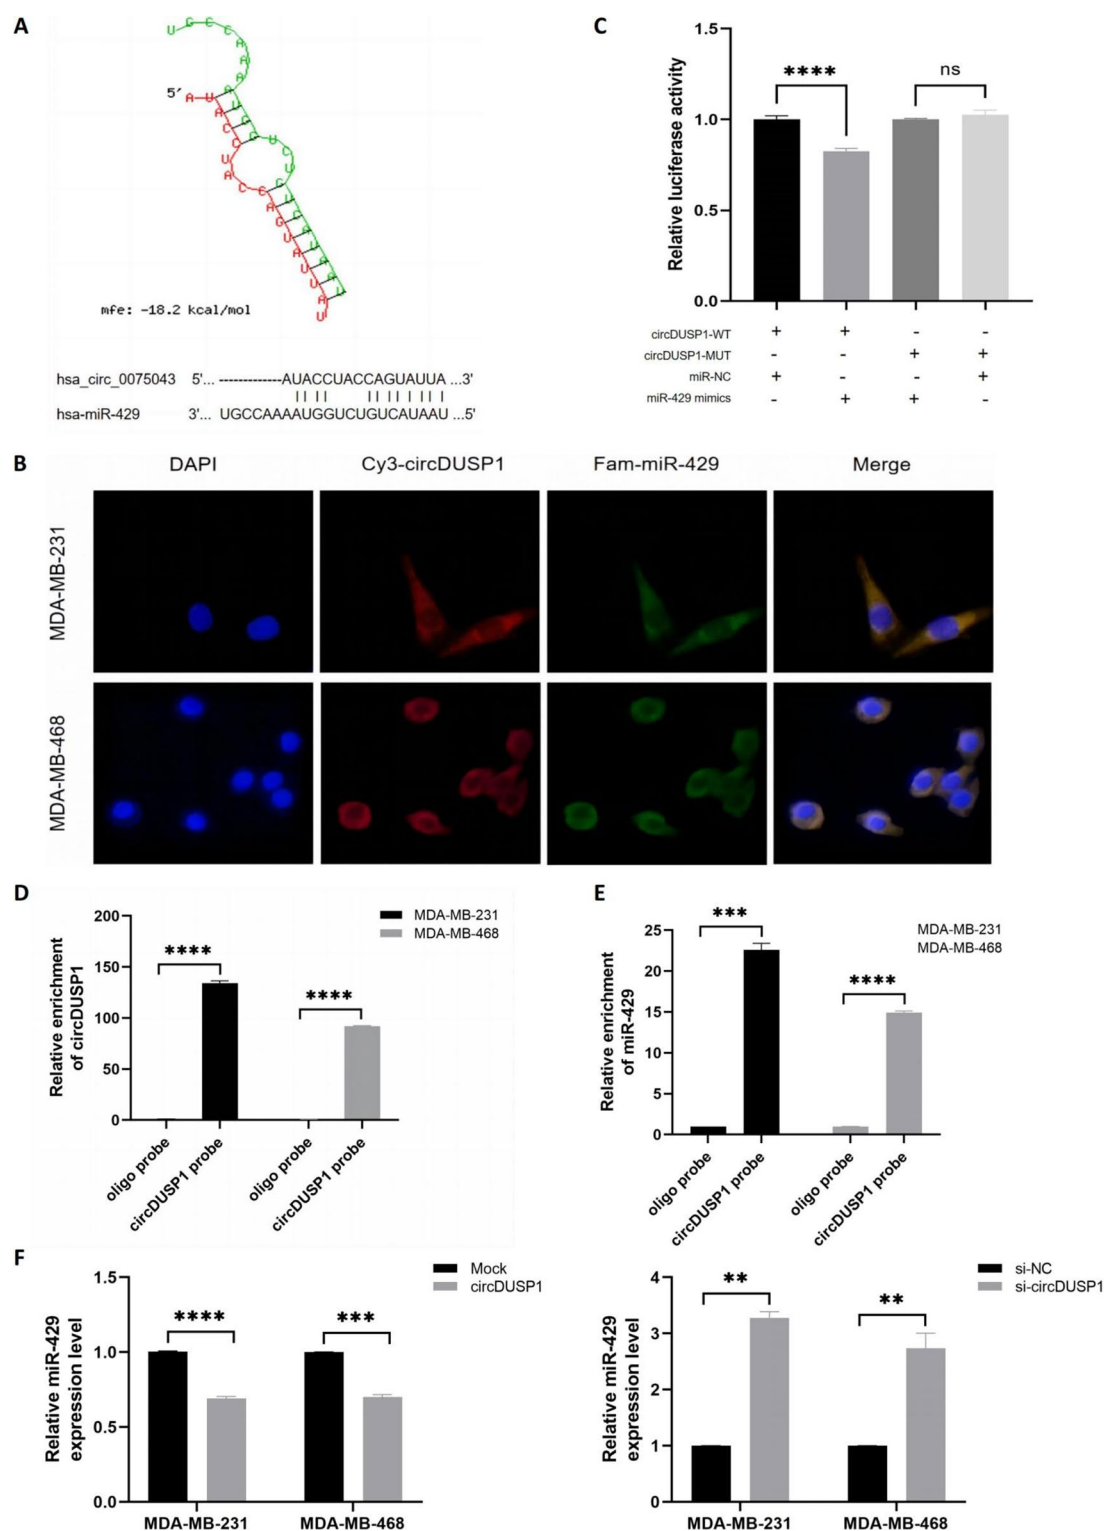 A
5'
mfe: -18.2 kcal/mol
hsa_circ_0075043 5'... -------------AUACCUACCAGUAUUA ...3'
hsa-miR-429 3'... UGCCAAAAUGGUCUGUCAUAAU ...5'
C
Relative luciferase activity
1.5
1.0
0.5
0.0
**** ns
circDUSP1-WT + + - -
circDUSP1-MUT - - + +
miR-NC + - - +
miR-429 mimics - + + -
B
DAPI Cy3-circDUSP1 Fam-miR-429 Merge
MDA-MB-231
MDA-MB-468
D
Relative enrichment
of circDUSP1
200
150
100
50
0
**** ****
MDA-MB-231
MDA-MB-468
oligo probe circDUSP1 probe oligo probe circDUSP1 probe
E
Relative enrichment
of miR-429
25
20
15
10
5
0
*** ****
MDA-MB-231
MDA-MB-468
oligo probe circDUSP1 probe oligo probe circDUSP1 probe
F
Relative miR-429
expression level
1.5
1.0
0.5
0.0
**** ***
Mock
circDUSP1
MDA-MB-231 MDA-MB-468
Relative miR-429
expression level
4
3
2
1
0
** **
si-NC
si-circDUSP1
MDA-MB-231 MDA-MB-468